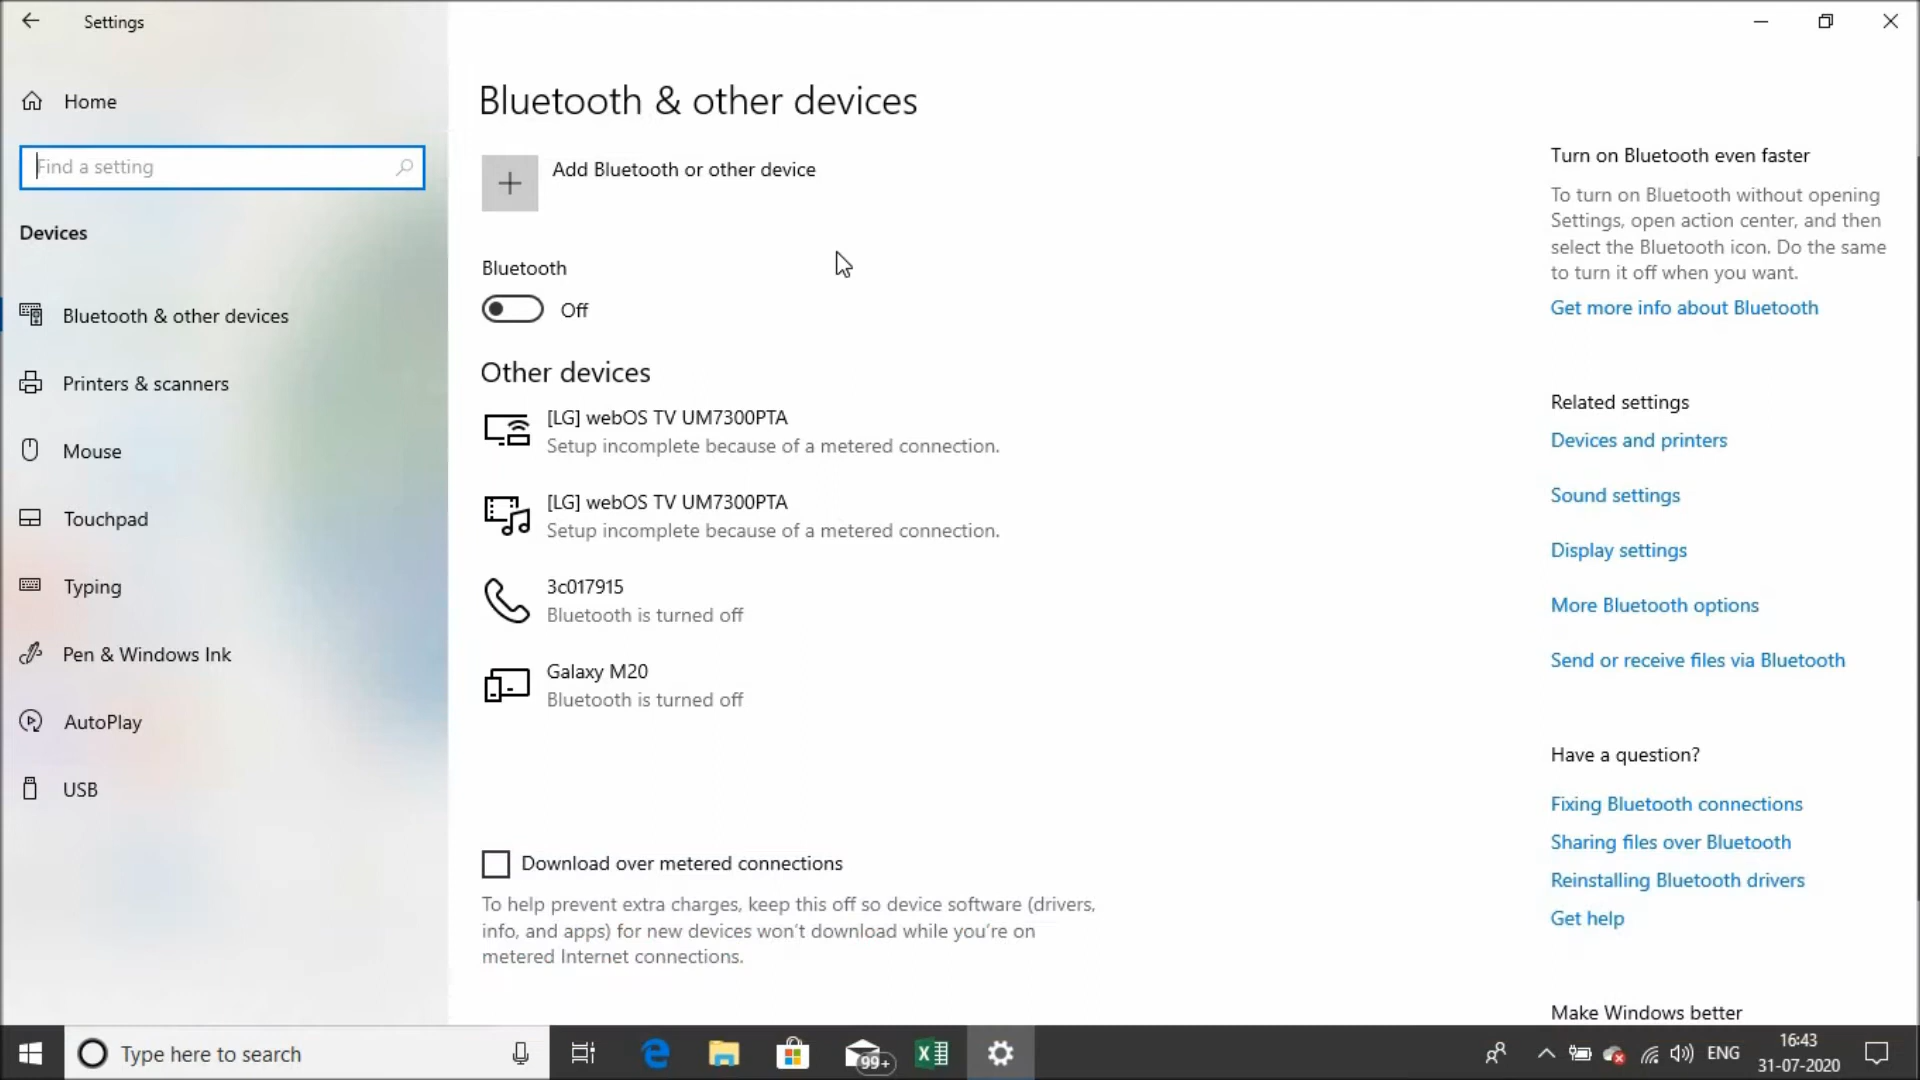 Settings
Home
Find a setting
Devices
Bluetooth & other devices
Printers & scanners
Mouse
Touchpad
Typing
Pen & Windows Ink
AutoPlay
USB
Bluetooth & other devices
Add Bluetooth or other device
Bluetooth
Off
Other devices
[LG] webOS TV UM7300PTA
Setup incomplete because of a metered connection.
[LG] webOS TV UM7300PTA
Setup incomplete because of a metered connection.
3c017915
Bluetooth is turned off
Galaxy M20
Bluetooth is turned off
Download over metered connections
To help prevent extra charges, keep this off so device software (drivers,
info, and apps) for new devices won't download while you're on
metered Internet connections.
Turn on Bluetooth even faster
To turn on Bluetooth without opening
Settings, open action center, and then
select the Bluetooth icon. Do the same
to turn it off when you want.
Get more info about Bluetooth
Related settings
Devices and printers
Sound settings
Display settings
More Bluetooth options
Send or receive files via Bluetooth
Have a question?
Fixing Bluetooth connections
Sharing files over Bluetooth
Reinstalling Bluetooth drivers
Get help
Make Windows better
Type here to search
99+
ENG
16:43
31-07-2020